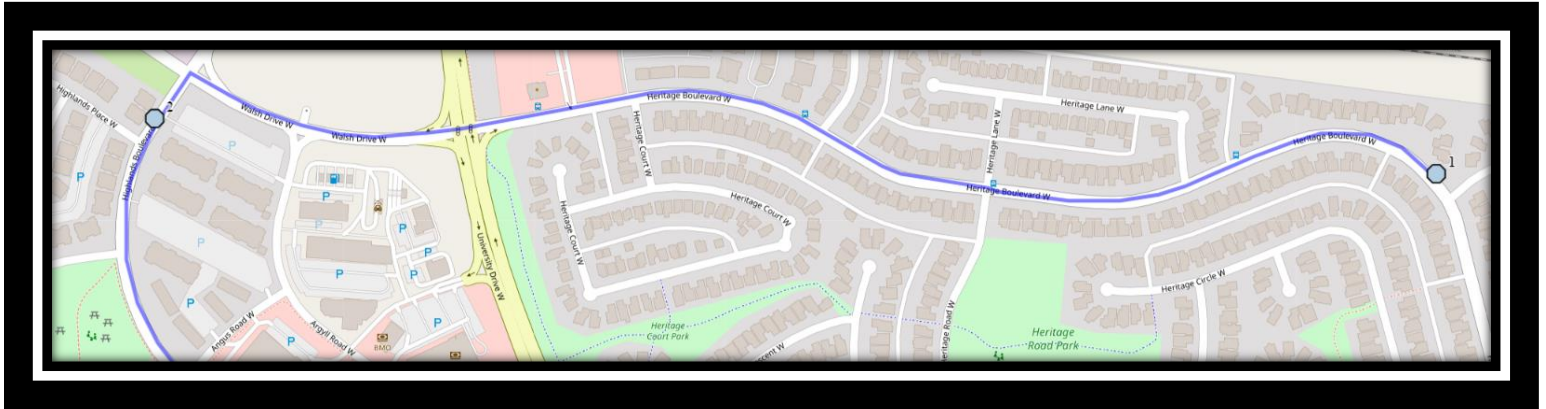 Highlands Place W
2
Highlands Boulevard
Walsh Drive W
Walsh Drive W
P
P
P
P
P
P
P
P
P
P
P
Angus Road W
Argyll Road W
BMO
University Drive W
Heritage Boulevard W
Heritage Court W
Heritage Court W
Heritage Court W
Heritage
Court Park
Heritage Lane W
Heritage Lane W
Heritage Boulevard W
Heritage Boulevard W
1
Heritage Circle W
Heritage Road W
Heritage
Road Park